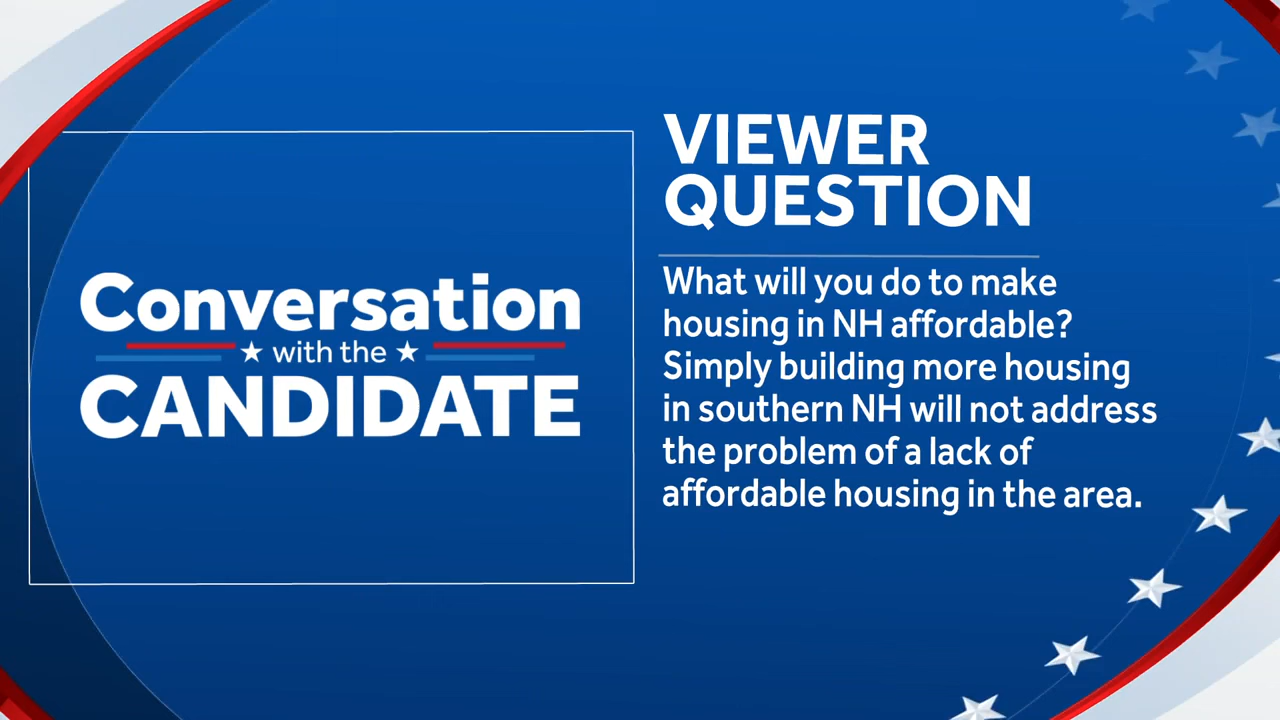 Conversation
with the
CANDIDATE
VIEWER
QUESTION
What will you do to make
housing in NH affordable?
Simply building more housing
in southern NH will not address
the problem of a lack of
affordable housing in the area.